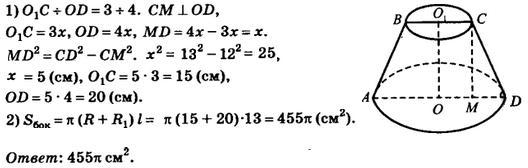 1) O₁C ÷ OD = 3 ÷ 4. CM ⊥ OD,
O₁C = 3x, OD = 4x, MD = 4x – 3x = x.
MD² = CD² – CM². x² = 13² – 12² = 25,
x = 5 (см), O₁C = 5 · 3 = 15 (см),
OD = 5 · 4 = 20 (см).
2) Sбок = π (R + R₁) l = π (15 + 20) · 13 = 455π (см²).
Ответ: 455π см².
B O₁ C
A O M D